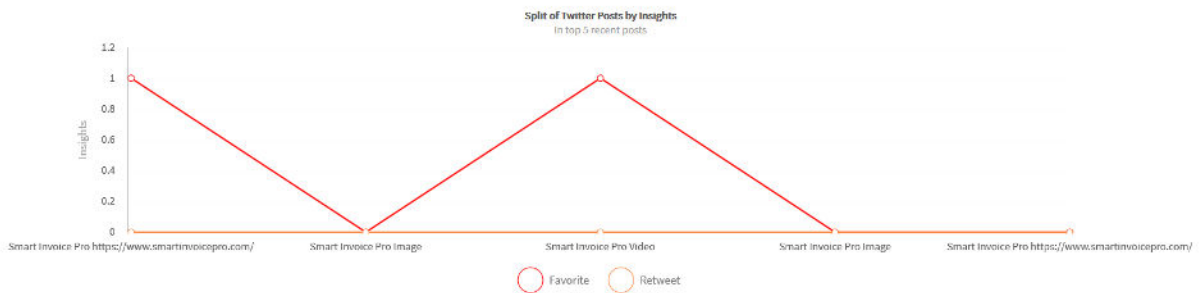 Split of Twitter Posts by Insights
In top 5 recent posts
1.2
1
0.8
0.6
0.4
0.2
0
Insights
Smart Invoice Pro https://www.smartinvoicepro.com/
Smart Invoice Pro Image
Smart Invoice Pro Video
Smart Invoice Pro Image
Smart Invoice Pro https://www.smartinvoicepro.com/
Favorite
Retweet